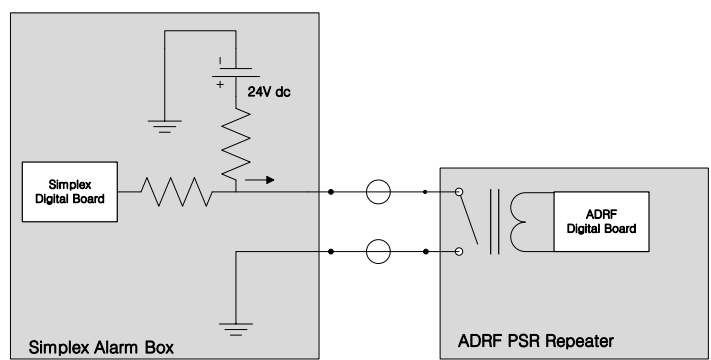 -
+
24V dc
Simplex
Digital Board
ADRF
Digital Board
Simplex Alarm Box
ADRF PSR Repeater